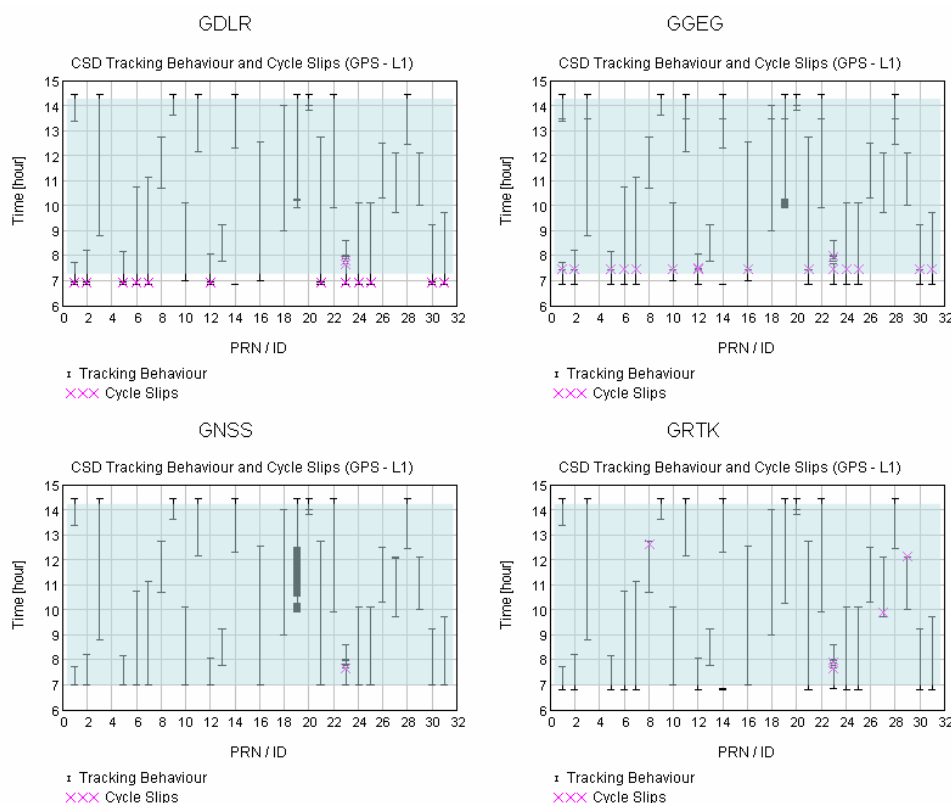 GDLR
GGEG
CSD Tracking Behaviour and Cycle Slips (GPS - L1)
CSD Tracking Behaviour and Cycle Slips (GPS - L1)
15
14
13
12
11
10
9
8
7
6
Time [hour]
0 2 4 6 8 10 12 14 16 18 20 22 24 26 28 30 32
PRN / ID
Tracking Behaviour
Cycle Slips
15
14
13
12
11
10
9
8
7
6
Time [hour]
0 2 4 6 8 10 12 14 16 18 20 22 24 26 28 30 32
PRN / ID
Tracking Behaviour
Cycle Slips
GNSS
GRTK
CSD Tracking Behaviour and Cycle Slips (GPS - L1)
CSD Tracking Behaviour and Cycle Slips (GPS - L1)
15
14
13
12
11
10
9
8
7
6
Time [hour]
0 2 4 6 8 10 12 14 16 18 20 22 24 26 28 30 32
PRN / ID
Tracking Behaviour
Cycle Slips
15
14
13
12
11
10
9
8
7
6
Time [hour]
0 2 4 6 8 10 12 14 16 18 20 22 24 26 28 30 32
PRN / ID
Tracking Behaviour
Cycle Slips